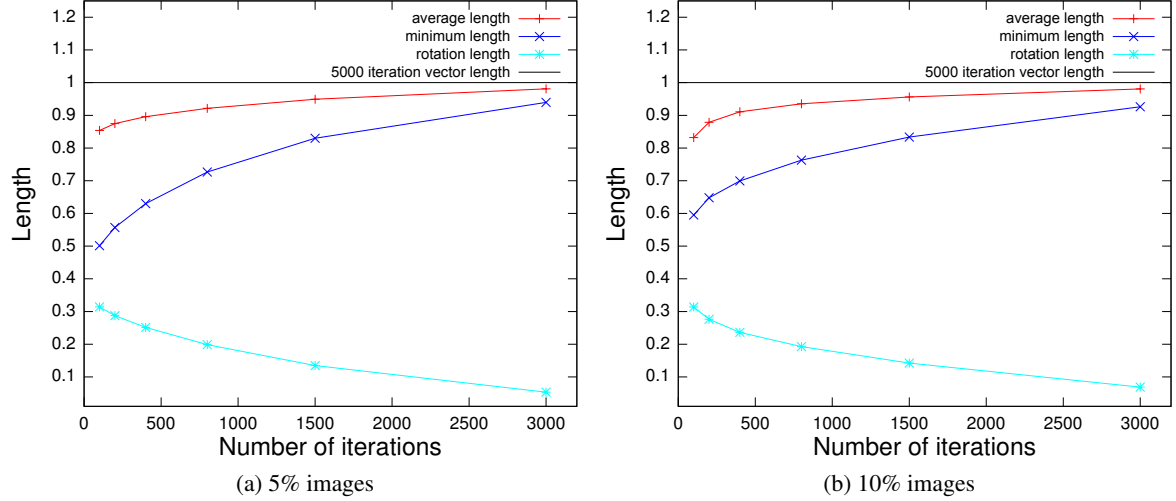 average length
minimum length
rotation length
5000 iteration vector length
1.2
1.1
1
0.9
0.8
0.7
0.6
0.5
0.4
0.3
0.2
0.1
Length
0 500 1000 1500 2000 2500 3000
Number of iterations
(a) 5% images
average length
minimum length
rotation length
5000 iteration vector length
1.2
1.1
1
0.9
0.8
0.7
0.6
0.5
0.4
0.3
0.2
0.1
Length
0 500 1000 1500 2000 2500 3000
Number of iterations
(b) 10% images